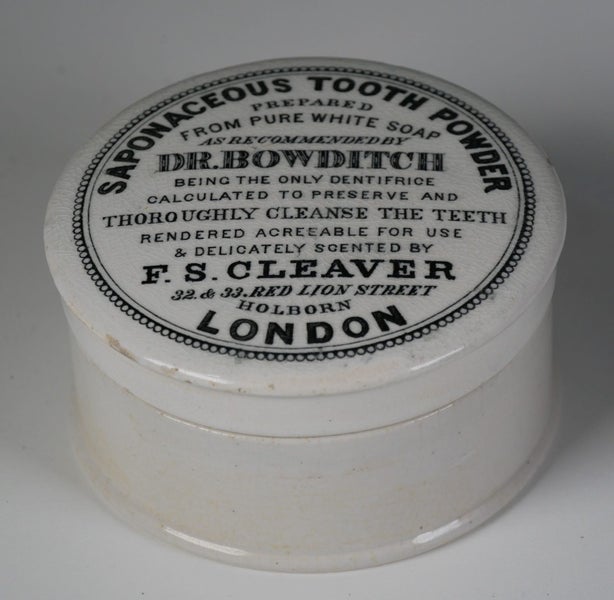 SAPONACEOUS TOOTH POWDER
PREPARED
FROM PURE WHITE SOAP
AS RECOMMENDED BY
DR. BOWDITCH
BEING THE ONLY DENTIFRICE
CALCULATED TO PRESERVE AND
THOROUGHLY CLEANSE THE TEETH
RENDERED AGREEABLE FOR USE
& DELICATELY SCENTED BY
F. S. CLEAVER
32. & 33. RED LION STREET
HOLBORN
LONDON